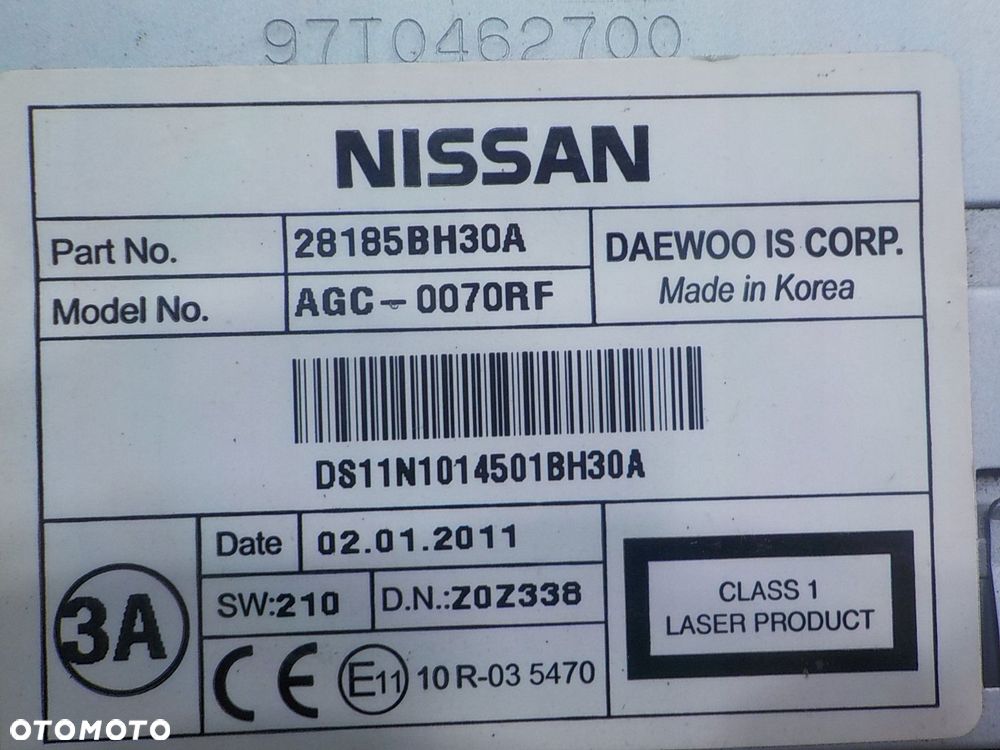 97T0462700
NISSAN
Part No. 28185BH30A
Model No. AGC-0070RF
DAEWOO IS CORP.
Made in Korea
DS11N1014501BH30A
3A
Date 02.01.2011
SW:210 D.N.:Z0Z338
CE E11 10 R-03 5470
CLASS 1
LASER PRODUCT
OTOMOTO